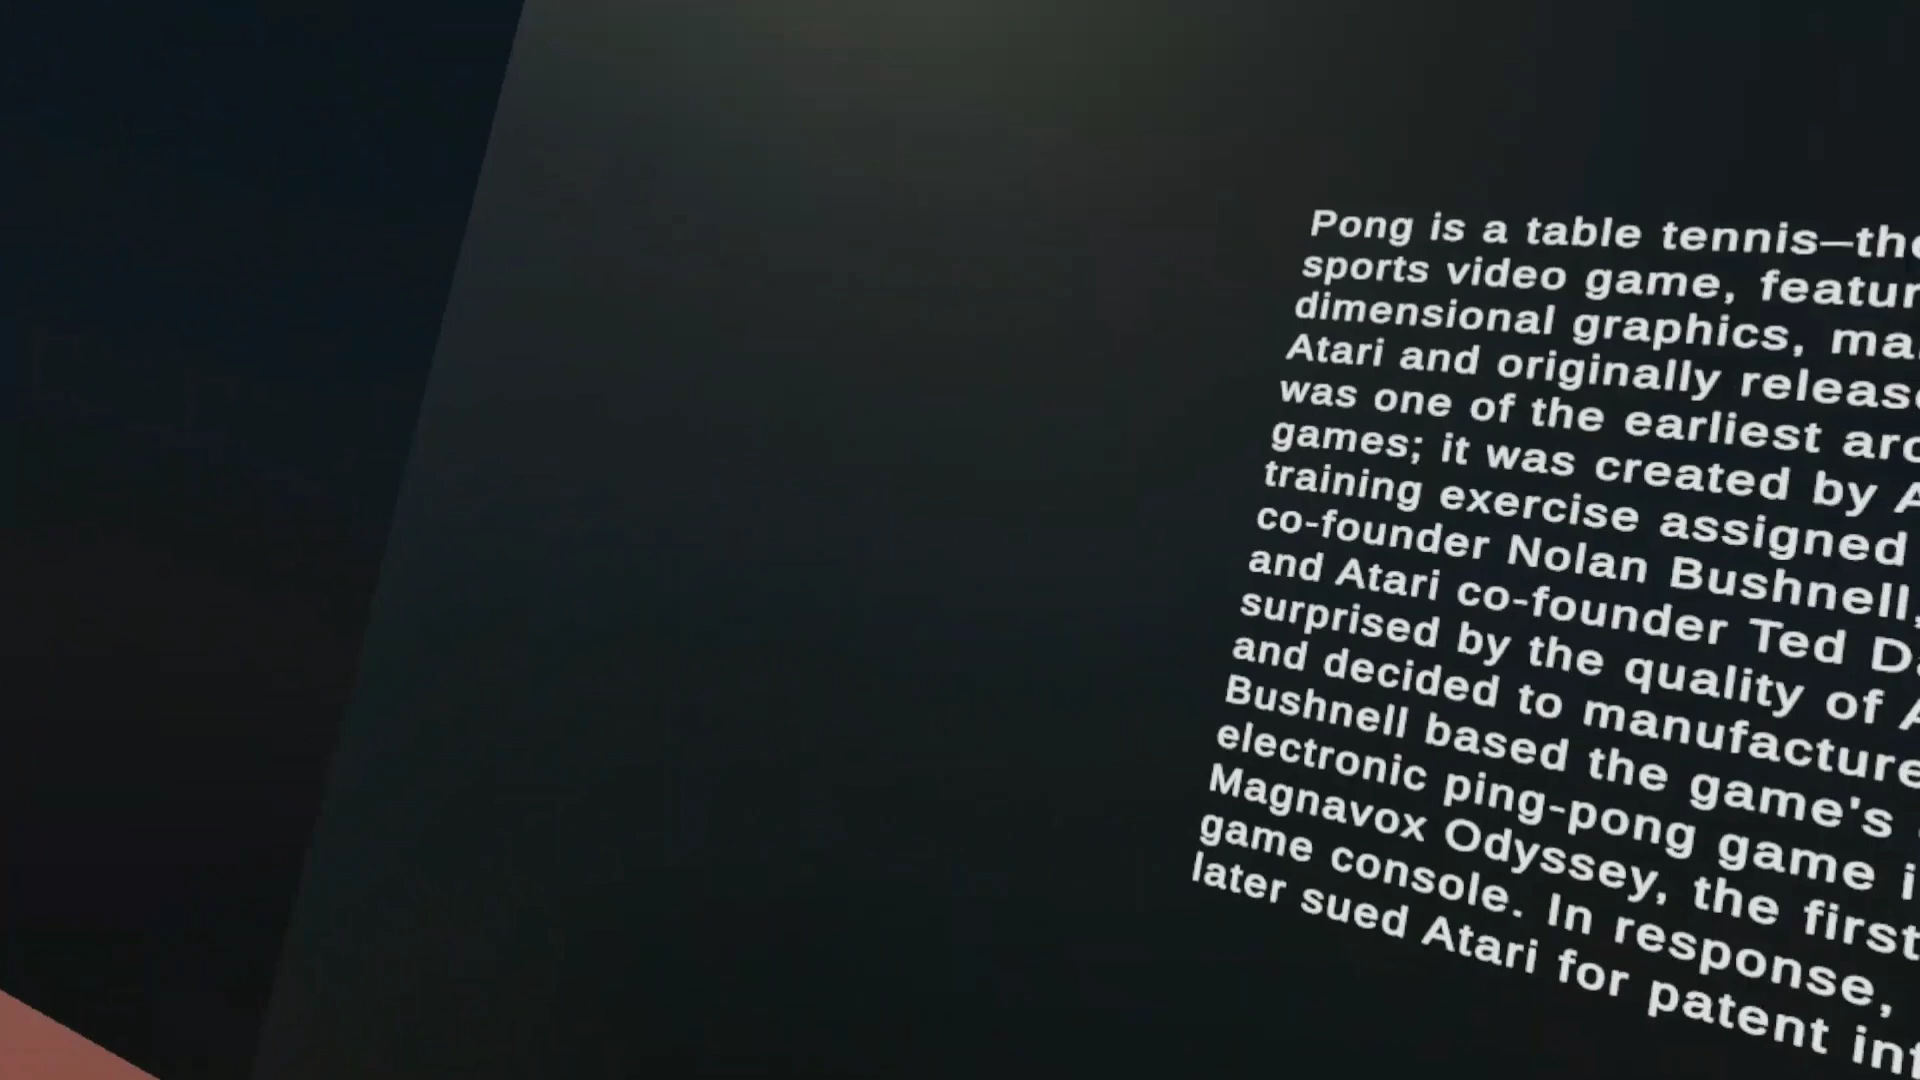 Pong is a table tennis—the
sports video game, featur
dimensional graphics, ma
Atari and originally release
was one of the earliest arc
games; it was created by A
training exercise assigned
co-founder Nolan Bushnell,
and Atari co-founder Ted Da
surprised by the quality of A
and decided to manufacture
Bushnell based the game's
electronic ping-pong game i
Magnavox Odyssey, the first
game console. In response,
later sued Atari for patent inf